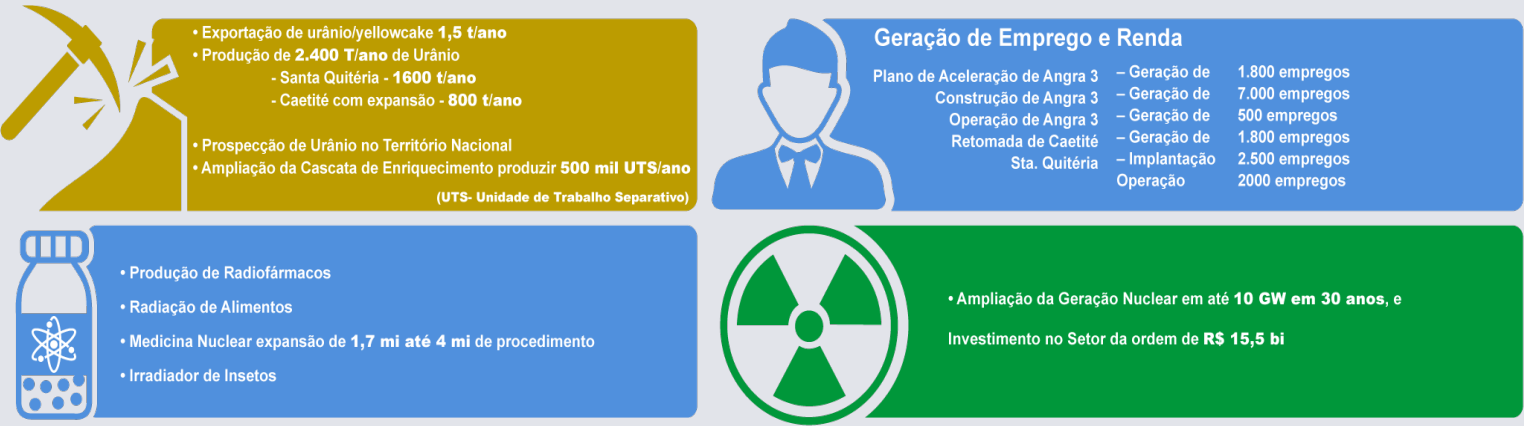 • Exportação de urânio/yellowcake 1,5 t/ano
• Produção de 2.400 T/ano de Urânio
- Santa Quitéria - 1600 t/ano
- Caetité com expansão - 800 t/ano
• Prospecção de Urânio no Território Nacional
• Ampliação da Cascata de Enriquecimento produzir 500 mil UTS/ano
(UTS- Unidade de Trabalho Separativo)
Geração de Emprego e Renda
Plano de Aceleração de Angra 3 – Geração de 1.800 empregos
Construção de Angra 3 – Geração de 7.000 empregos
Operação de Angra 3 – Geração de 500 empregos
Retomada de Caetité – Geração de 1.800 empregos
Sta. Quitéria – Implantação 2.500 empregos
Operação 2000 empregos
• Produção de Radiofármacos
• Radiação de Alimentos
• Medicina Nuclear expansão de 1,7 mi até 4 mi de procedimento
• Irradiador de Insetos
• Ampliação da Geração Nuclear em até 10 GW em 30 anos, e
Investimento no Setor da ordem de R$ 15,5 bi